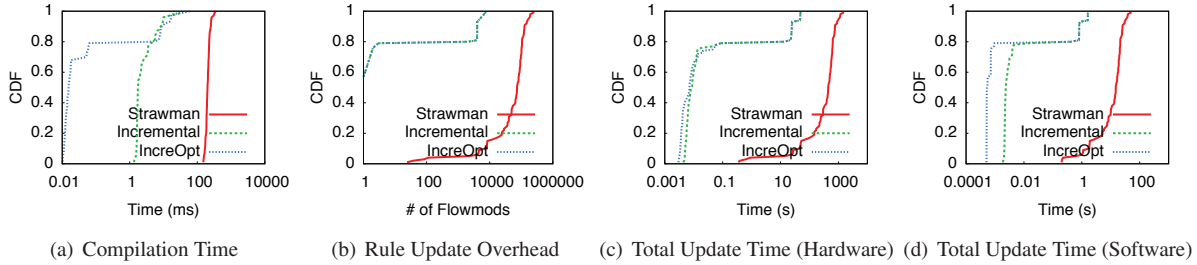 1
0.8
0.6
0.4
0.2
0
CDF
Strawman
Incremental
IncreOpt
0.01 1 100 10000
Time (ms)
(a) Compilation Time
1
0.8
0.6
0.4
0.2
0
CDF
Strawman
Incremental
IncreOpt
1 100 10000 1000000
# of Flowmods
(b) Rule Update Overhead
1
0.8
0.6
0.4
0.2
0
CDF
Strawman
Incremental
IncreOpt
0.001 0.1 10 1000
Time (s)
(c) Total Update Time (Hardware)
1
0.8
0.6
0.4
0.2
0
CDF
Strawman
Incremental
IncreOpt
0.0001 0.01 1 100
Time (s)
(d) Total Update Time (Software)